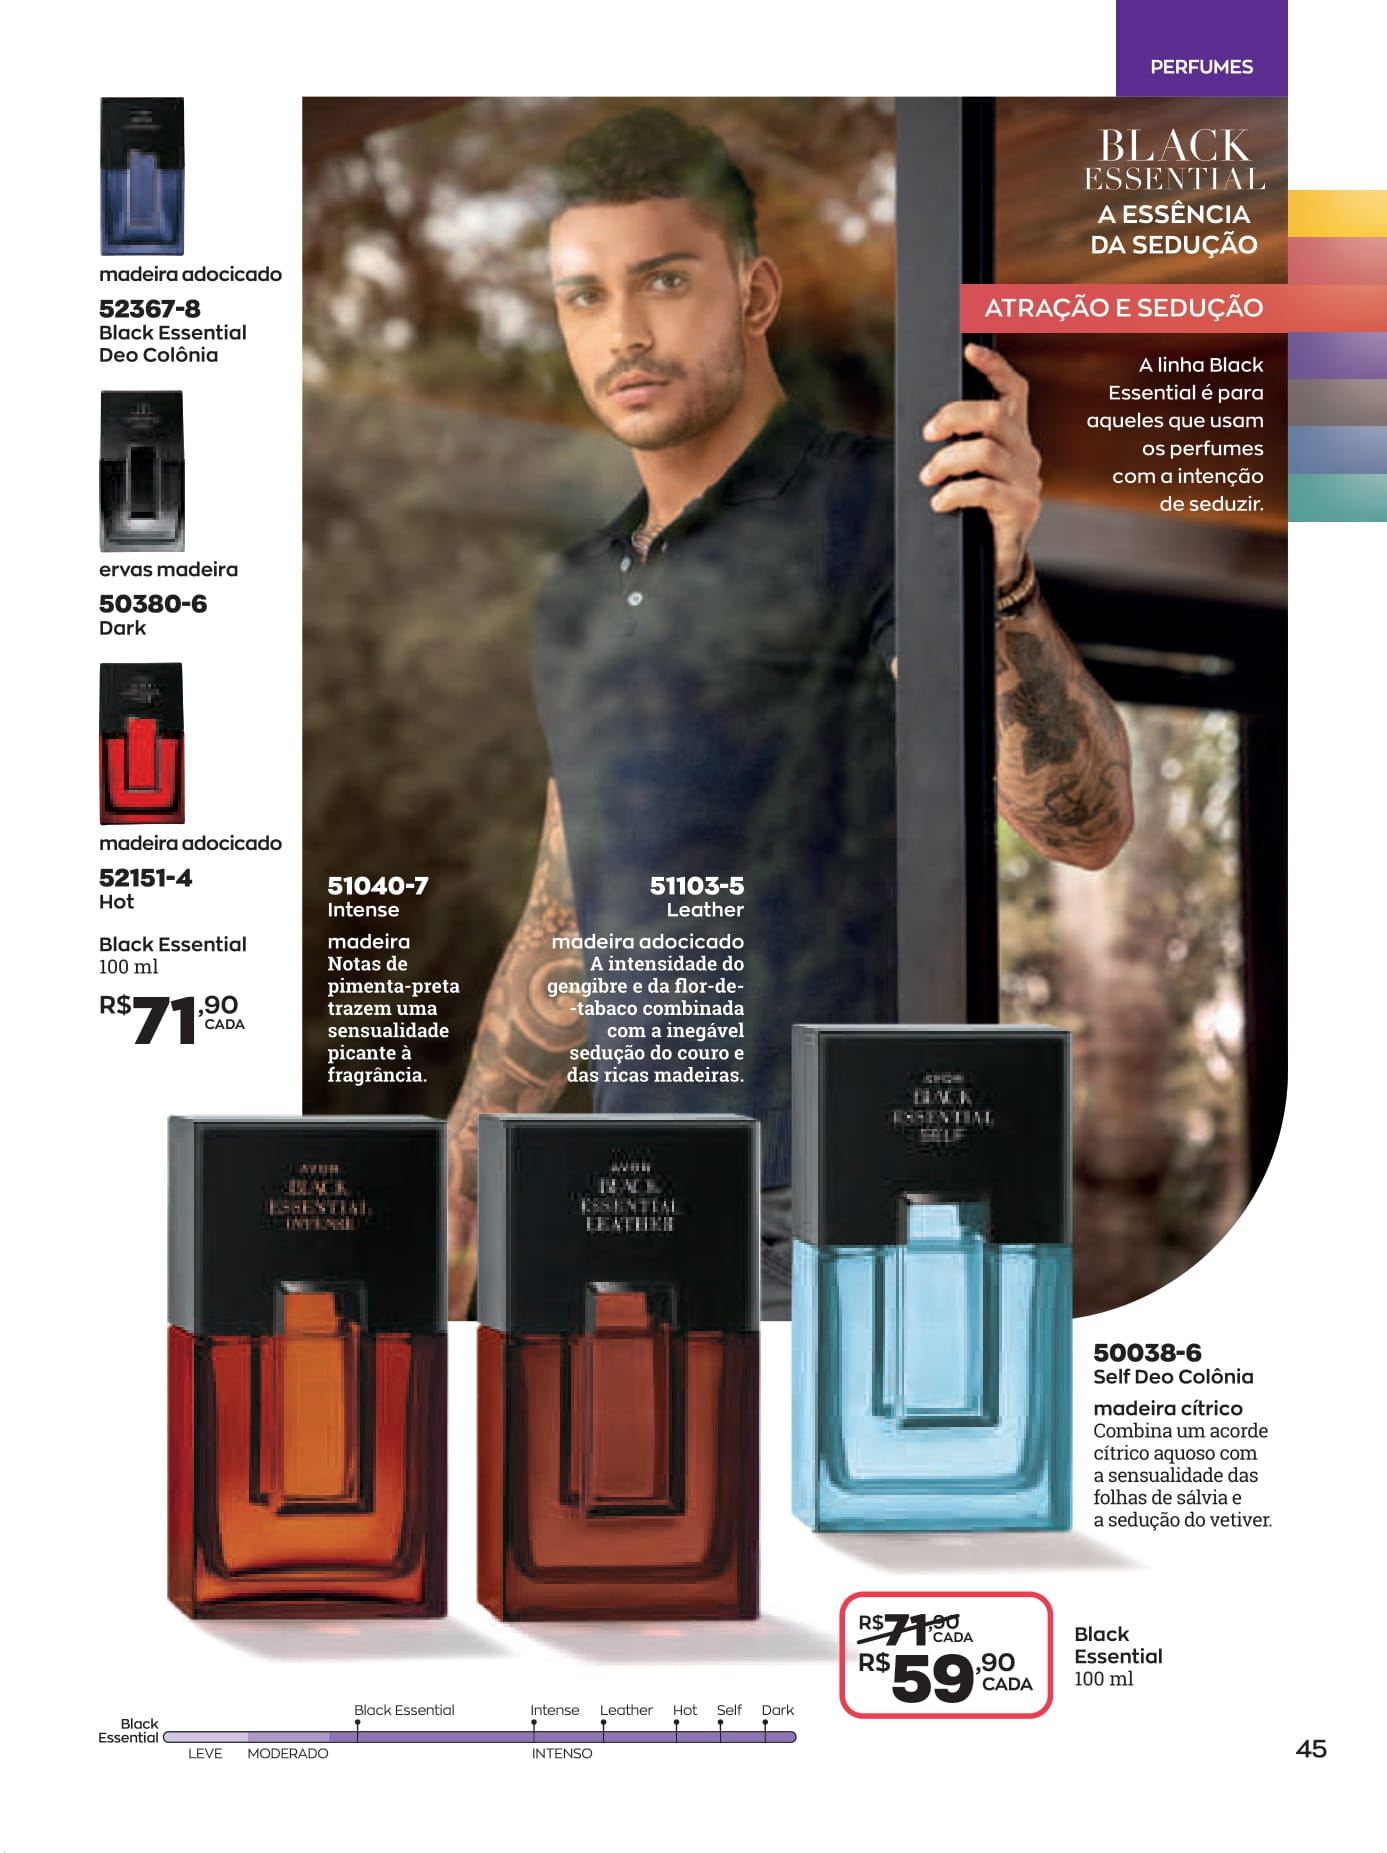 PERFUMES
BLACK
ESSENTIAL
A ESSÊNCIA
DA SEDUÇÃO
ATRAÇÃO E SEDUÇÃO
A linha Black
Essential é para
aqueles que usam
os perfumes
com a intenção
de seduzir.
madeira adocicado
52367-8
Black Essential
Deo Colônia
ervas madeira
50380-6
Dark
madeira adocicado
52151-4
Hot
Black Essential
100 ml
R$71,90
CADA
51040-7
Intense
madeira
Notas de
pimenta-preta
trazem uma
sensualidade
picante à
fragrância.
51103-5
Leather
madeira adocicado
A intensidade do
gengibre e da flor-de-
-tabaco combinada
com a inegável
sedução do couro e
das ricas madeiras.
AVON
BLACK
ESSENTIAL
INTENSE
AVON
BLACK
ESSENTIAL
LEATHER
AVON
BLACK
ESSENTIAL
SELF
50038-6
Self Deo Colônia
madeira cítrico
Combina um acorde
cítrico aquoso com
a sensualidade das
folhas de sálvia e
a sedução do vetiver.
R$71,90
CADA
R$59,90
CADA
Black
Essential
100 ml
Black
Essential
Black Essential Intense Leather Hot Self Dark
LEVE MODERADO INTENSO
45